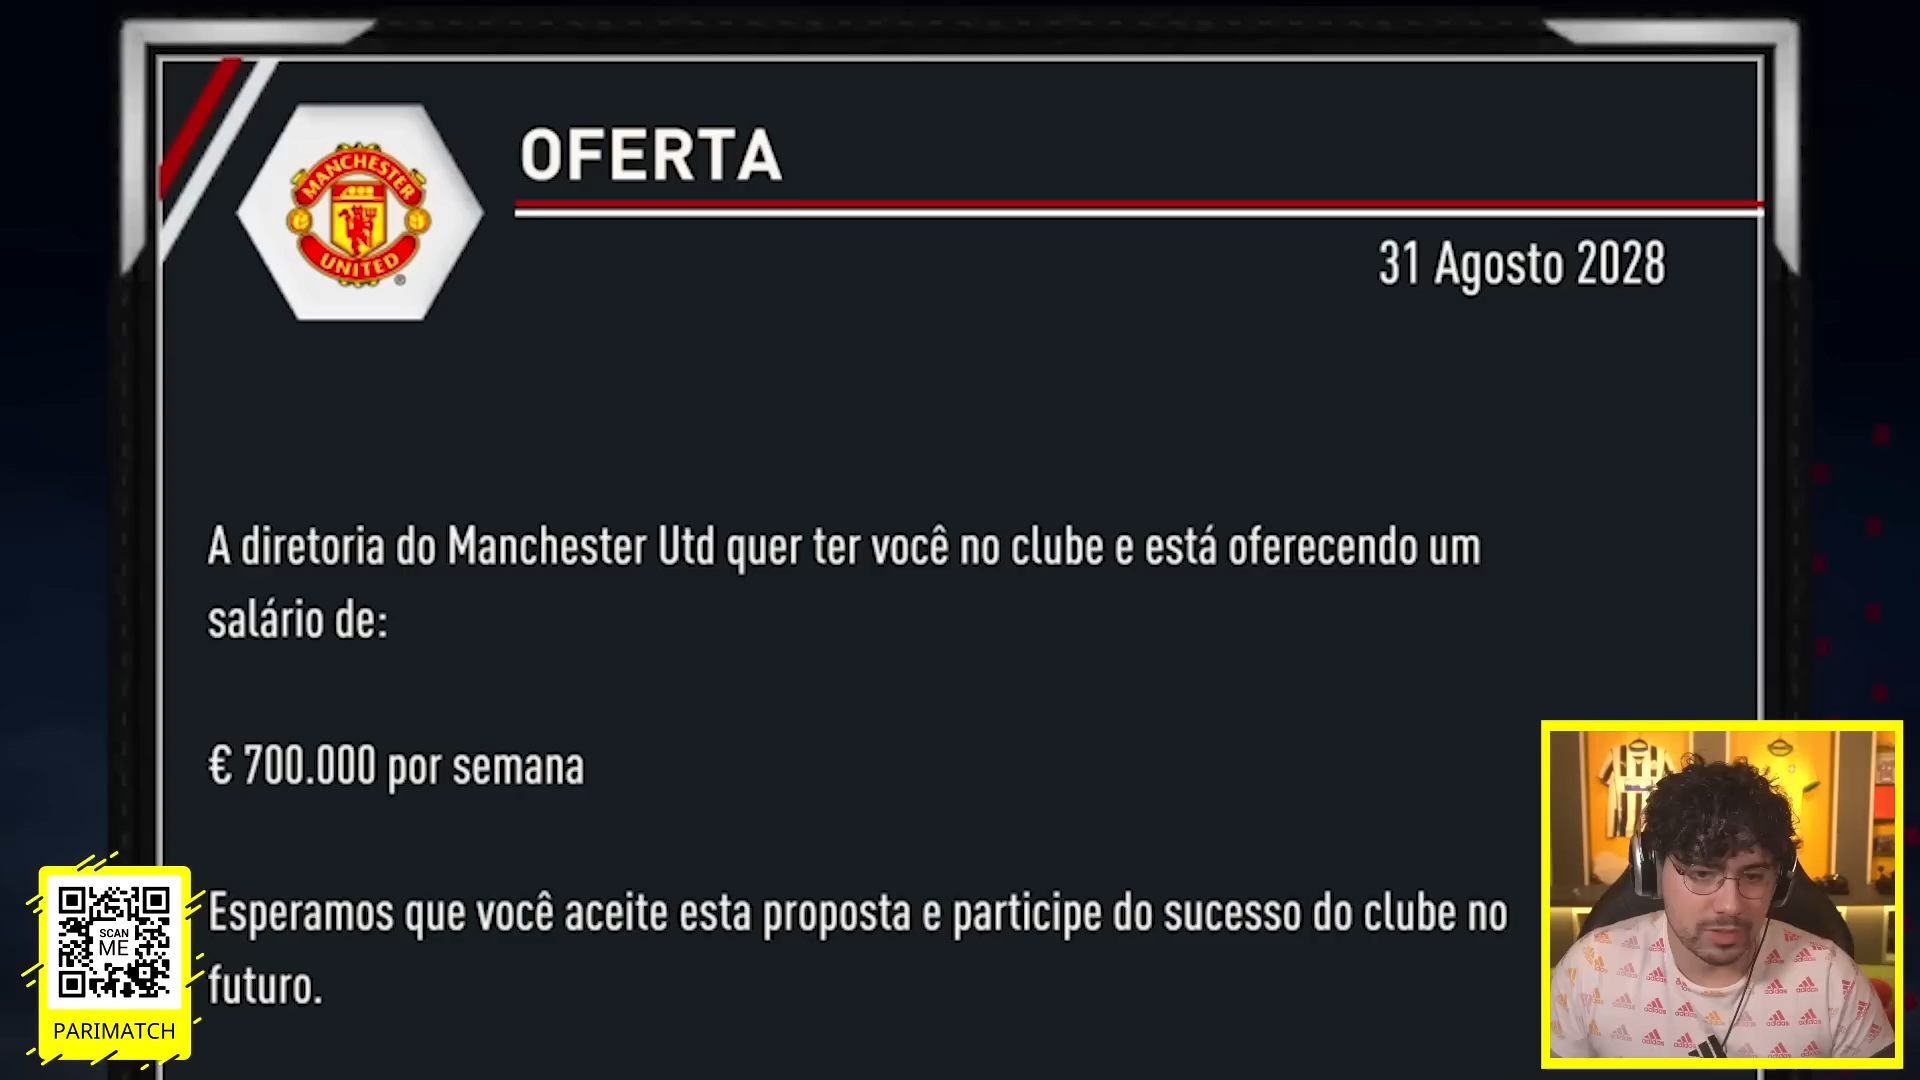 MANCHESTER
UNITED
®
OFERTA
31 Agosto 2028
A diretoria do Manchester Utd quer ter você no clube e está oferecendo um
salário de:
€ 700.000 por semana
Esperamos que você aceite esta proposta e participe do sucesso do clube no
futuro.
SCAN
ME
PARIMATCH
adidas